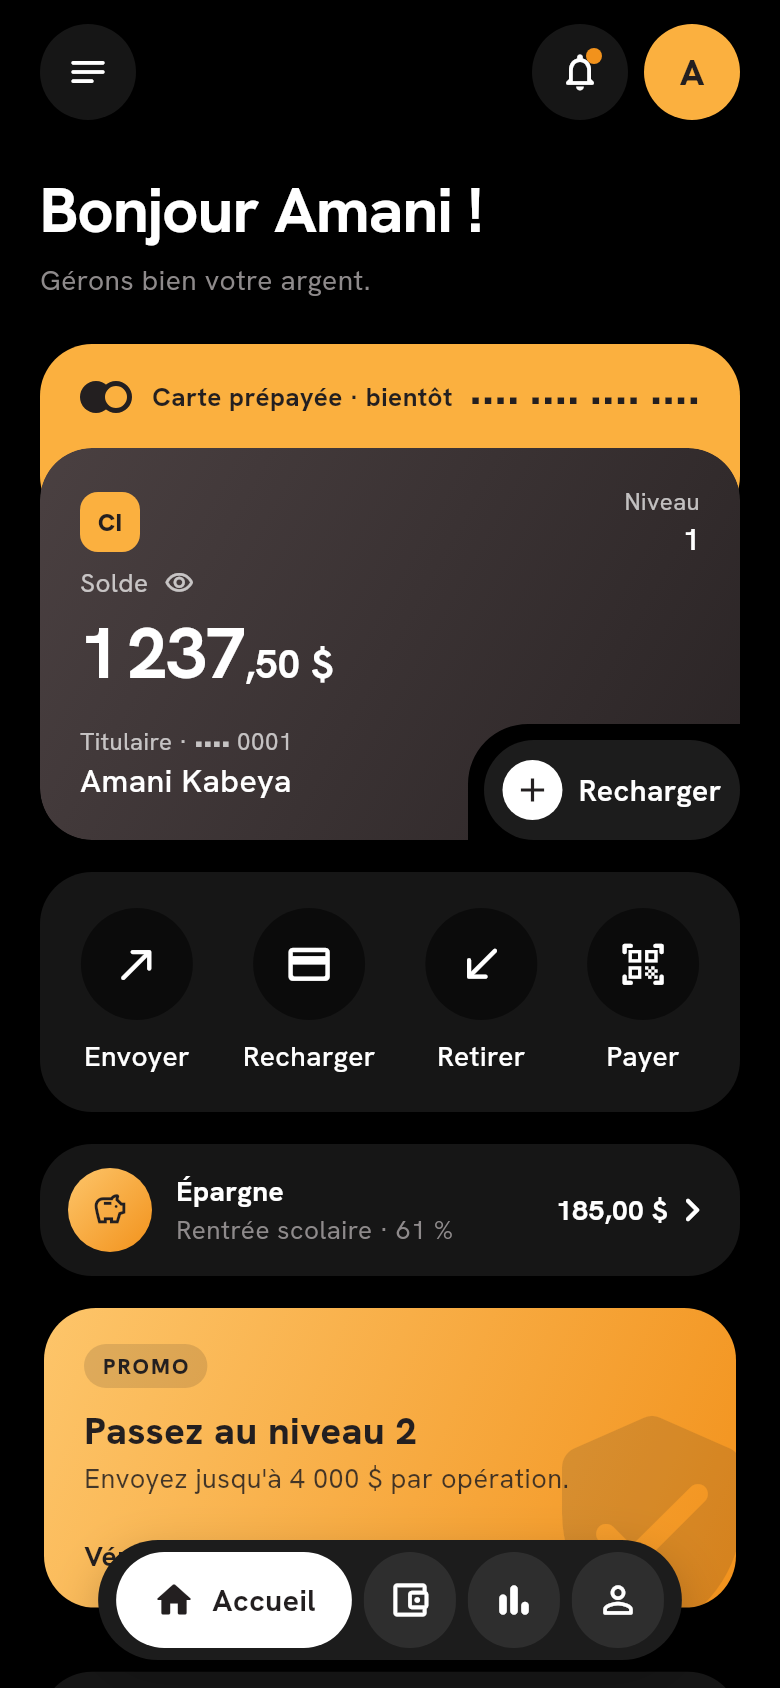 A
Bonjour Amani !
Gérons bien votre argent.
Carte prépayée · bientôt ▪▪▪▪ ▪▪▪▪ ▪▪▪▪ ▪▪▪▪
CI
Niveau
1
Solde
1 237,50 $
Titulaire · ▪▪▪▪ 0001
Amani Kabeya
Recharger
Envoyer
Recharger
Retirer
Payer
Épargne
Rentrée scolaire · 61 %
185,00 $
PROMO
Passez au niveau 2
Envoyez jusqu'à 4 000 $ par opération.
Accueil